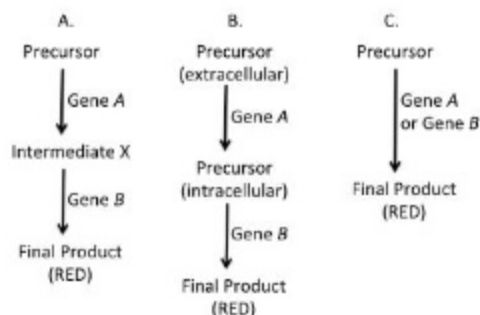 A.
Precursor
Gene A
Intermediate X
Gene B
Final Product
(RED)
B.
Precursor
(extracellular)
Gene A
Precursor
(intracellular)
Gene B
Final Product
(RED)
C.
Precursor
Gene A
or Gene B
Final Product
(RED)